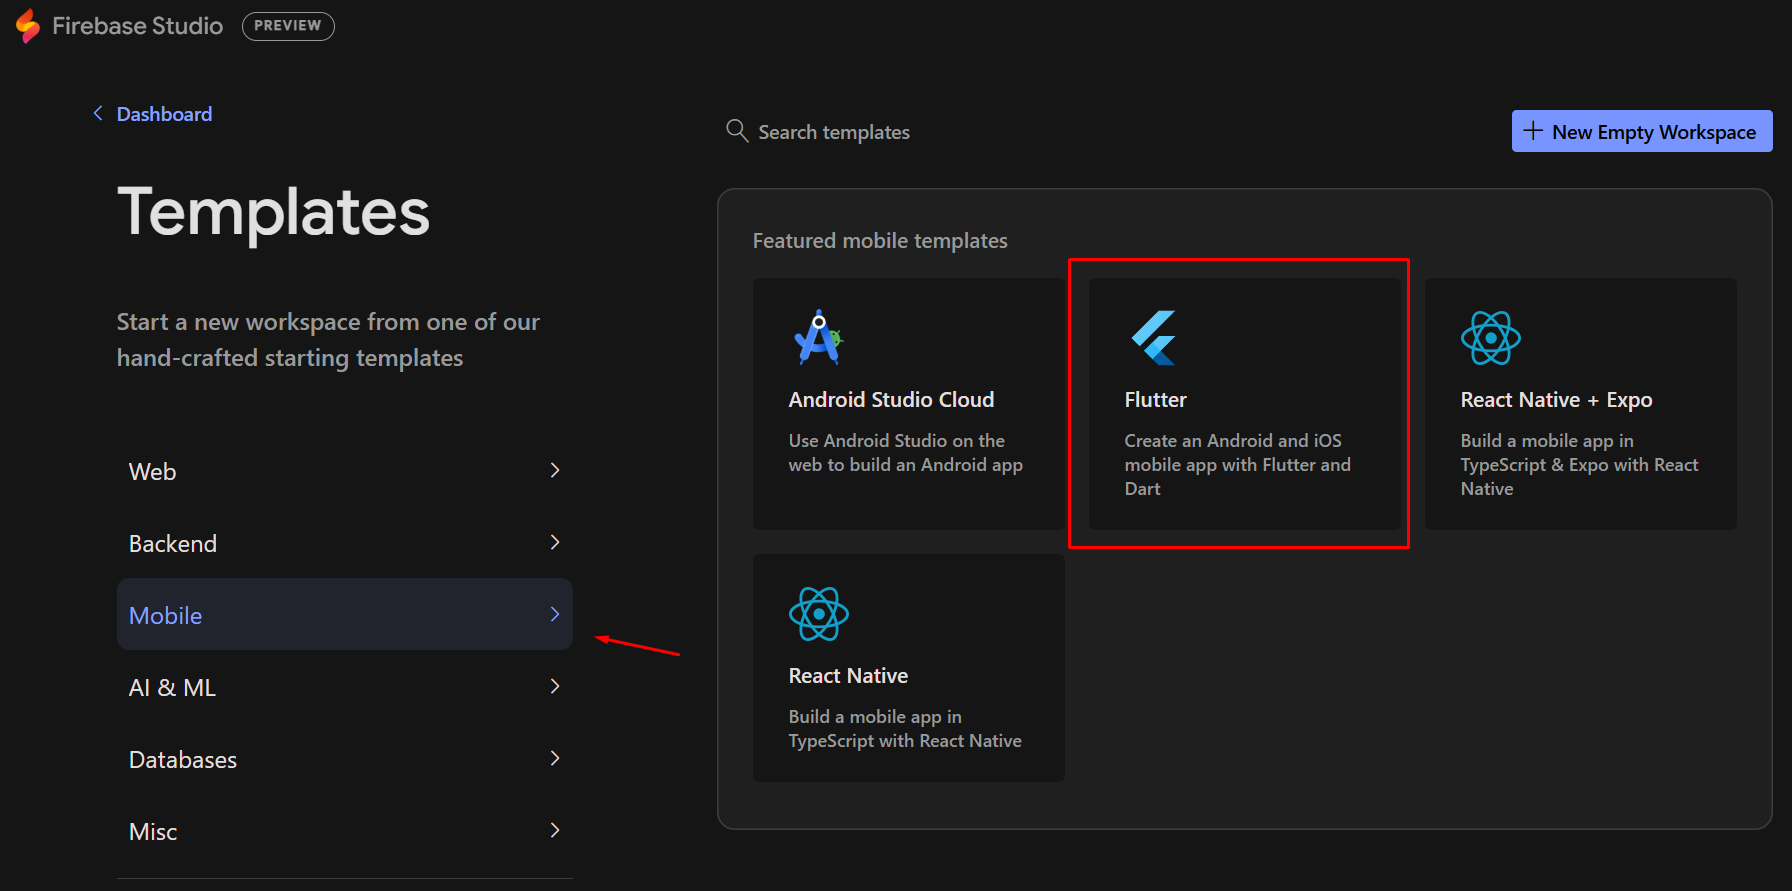 Firebase Studio PREVIEW
Dashboard
Templates
Start a new workspace from one of our
hand-crafted starting templates
Web
Backend
Mobile
AI & ML
Databases
Misc
Search templates
New Empty Workspace
Featured mobile templates
Android Studio Cloud
Use Android Studio on the
web to build an Android app
Flutter
Create an Android and iOS
mobile app with Flutter and
Dart
React Native + Expo
Build a mobile app in
TypeScript & Expo with React
Native
React Native
Build a mobile app in
TypeScript with React Native